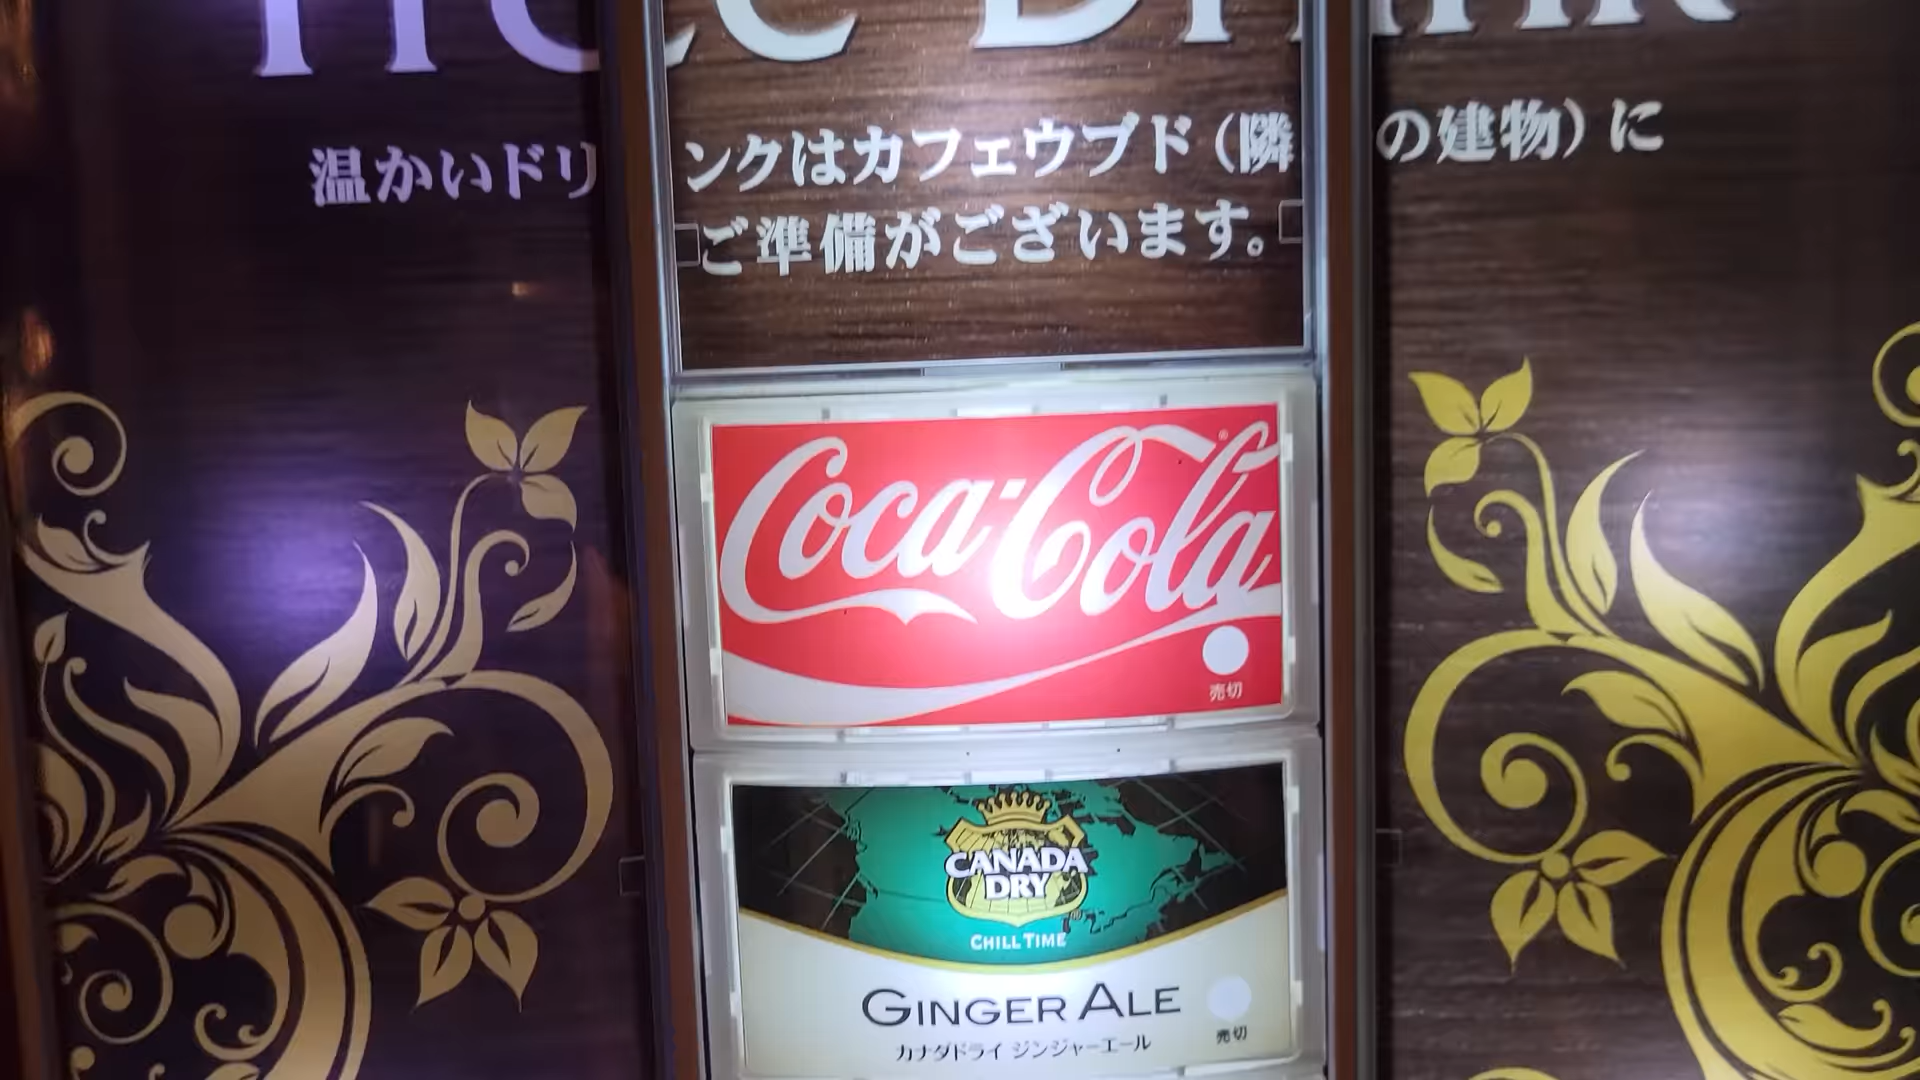 Free Drink
温かいドリンクはカフェウブド（隣の建物）に
ご準備がございます。
Coca-Cola
®
売切
CANADA
DRY
®
CHILL TIME
GINGER ALE
カナダドライ ジンジャーエール
売切